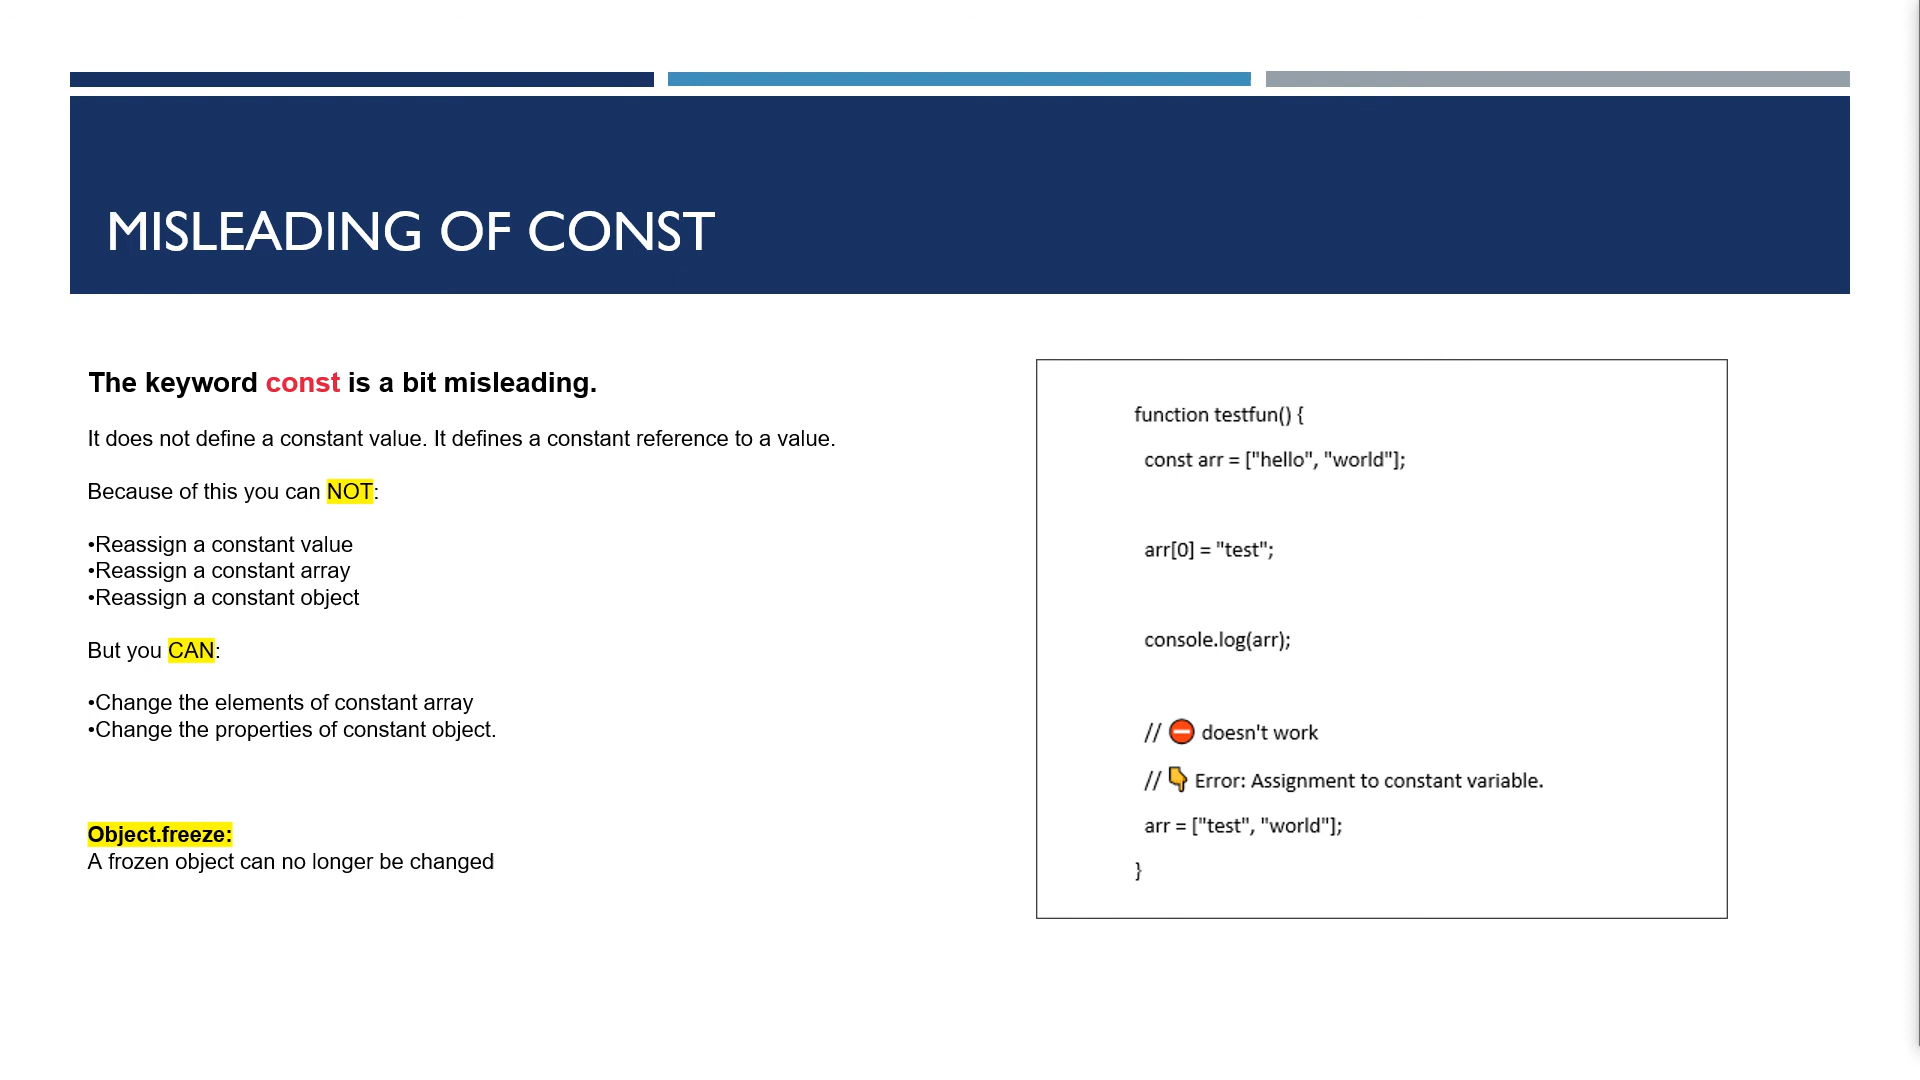 MISLEADING OF CONST
The keyword const is a bit misleading.
It does not define a constant value. It defines a constant reference to a value.
Because of this you can NOT:
•Reassign a constant value
•Reassign a constant array
•Reassign a constant object
But you CAN:
•Change the elements of constant array
•Change the properties of constant object.
Object.freeze:
A frozen object can no longer be changed
function testfun() {
const arr = ["hello", "world"];
arr[0] = "test";
console.log(arr);
// ⛔ doesn't work
// 👇 Error: Assignment to constant variable.
arr = ["test", "world"];
}